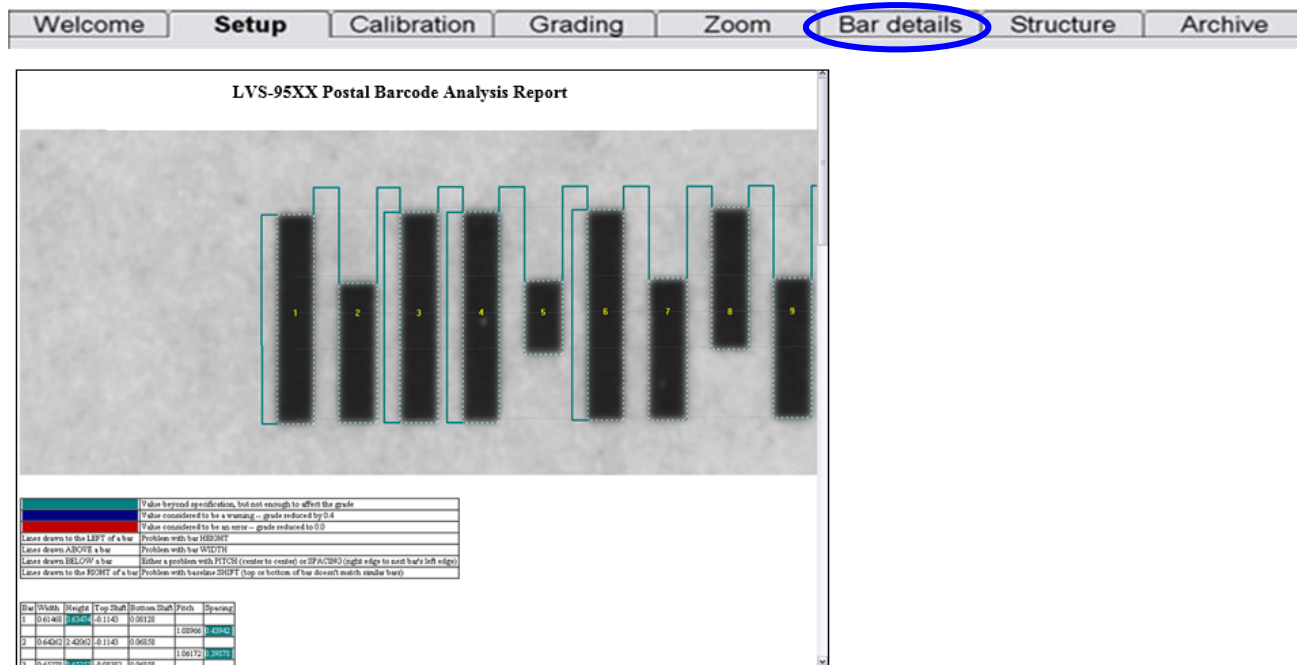 Welcome Setup Calibration Grading Zoom Bar details Structure Archive
LVS-95XX Postal Barcode Analysis Report
1 2 3 4 5 6 7 8 9
Value beyond specification, but not enough to affect the grade
Value considered to be a warning -- grade reduced by 0.4
Value considered to be an error -- grade reduced to 0.0
Lines drawn to the LEFT of a bar Problem with bar HEIGHT
Lines drawn ABOVE a bar Problem with bar WIDTH
Lines drawn BELOW a bar Either a problem with PITCH (center to center) or SPACING (right edge to next bar's left edge)
Lines drawn to the RIGHT of a bar Problem with baseline SHIFT (top or bottom of bar doesn't match similar bars)
Bar Width Height Top Shift Bottom Shift Pitch Spacing
1 0.61468 -0.1143 0.08128
1.08966
2 0.64262 2.42062 -0.1143 0.06858
1.06172